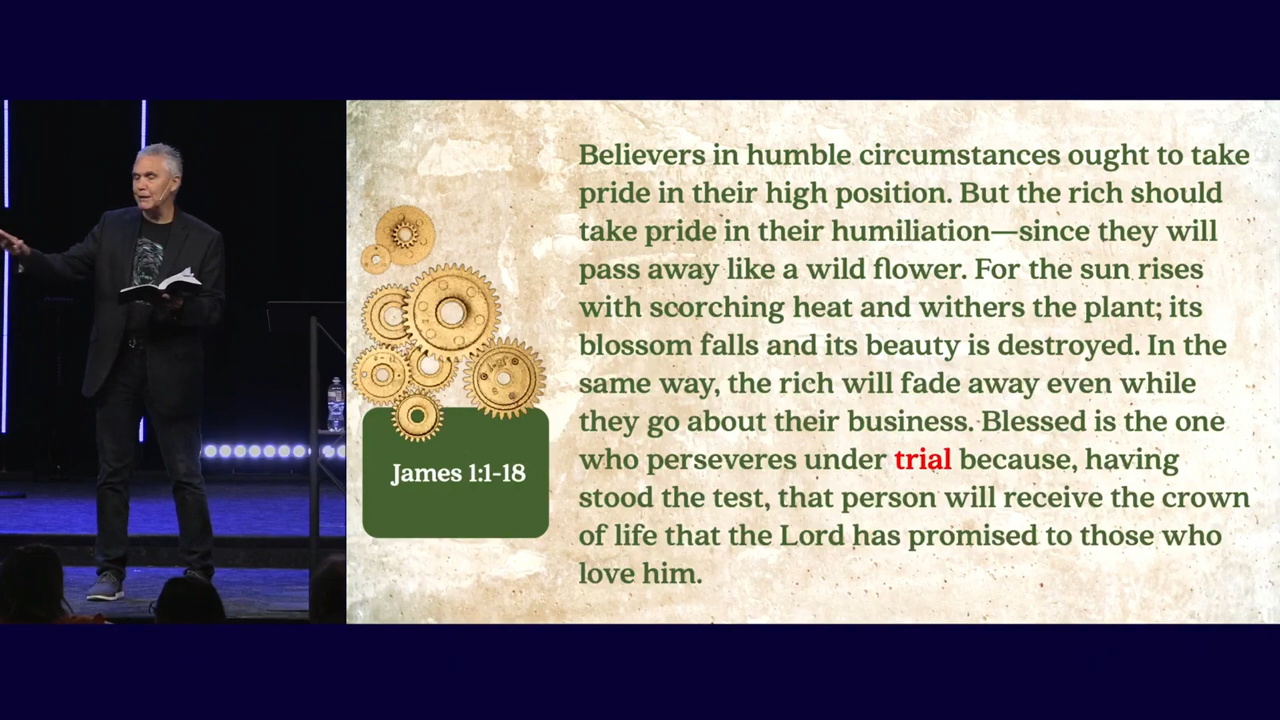 James 1:1-18
Believers in humble circumstances ought to take
pride in their high position. But the rich should
take pride in their humiliation—since they will
pass away like a wild flower. For the sun rises
with scorching heat and withers the plant; its
blossom falls and its beauty is destroyed. In the
same way, the rich will fade away even while
they go about their business. Blessed is the one
who perseveres under trial because, having
stood the test, that person will receive the crown
of life that the Lord has promised to those who
love him.